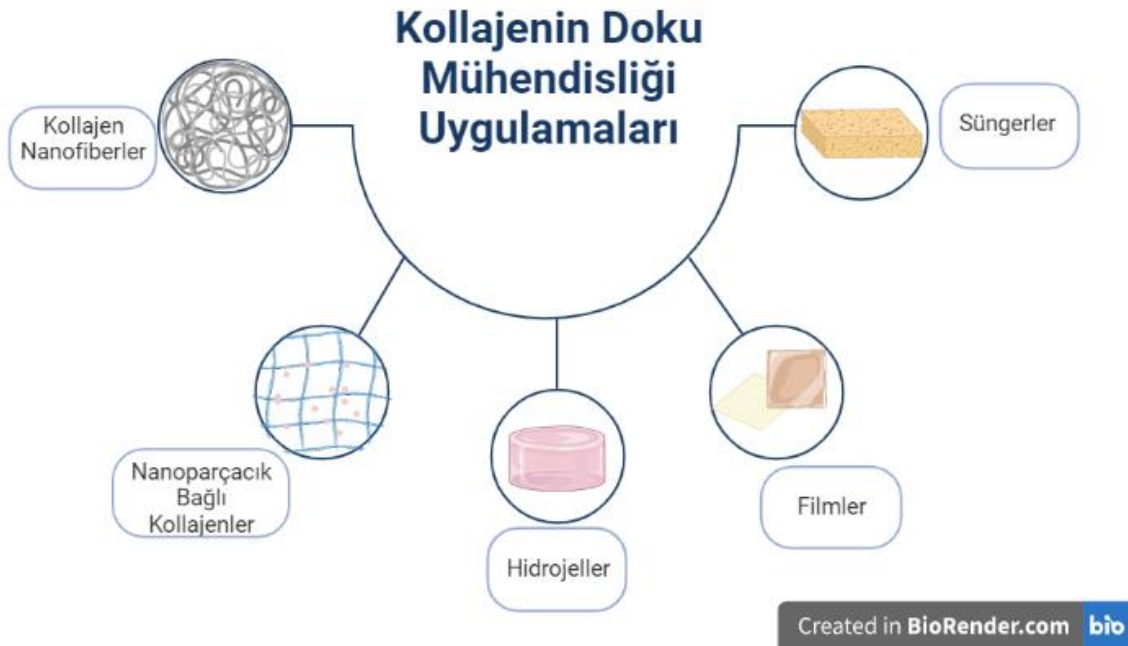 Kollajenin Doku
Mühendisliği
Uygulamaları
Kollajen
Nanofiberler
Süngerler
Nanoparçacık
Bağlı
Kollajenler
Hidrojeller
Filmler
Created in BioRender.com bio